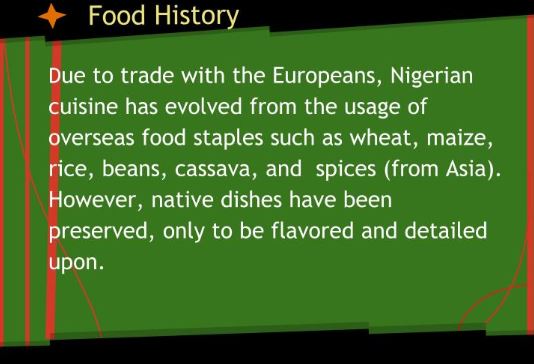 Food History
Due to trade with the Europeans, Nigerian
cuisine has evolved from the usage of
overseas food staples such as wheat, maize,
rice, beans, cassava, and  spices (from Asia).
However, native dishes have been
preserved, only to be flavored and detailed
upon.